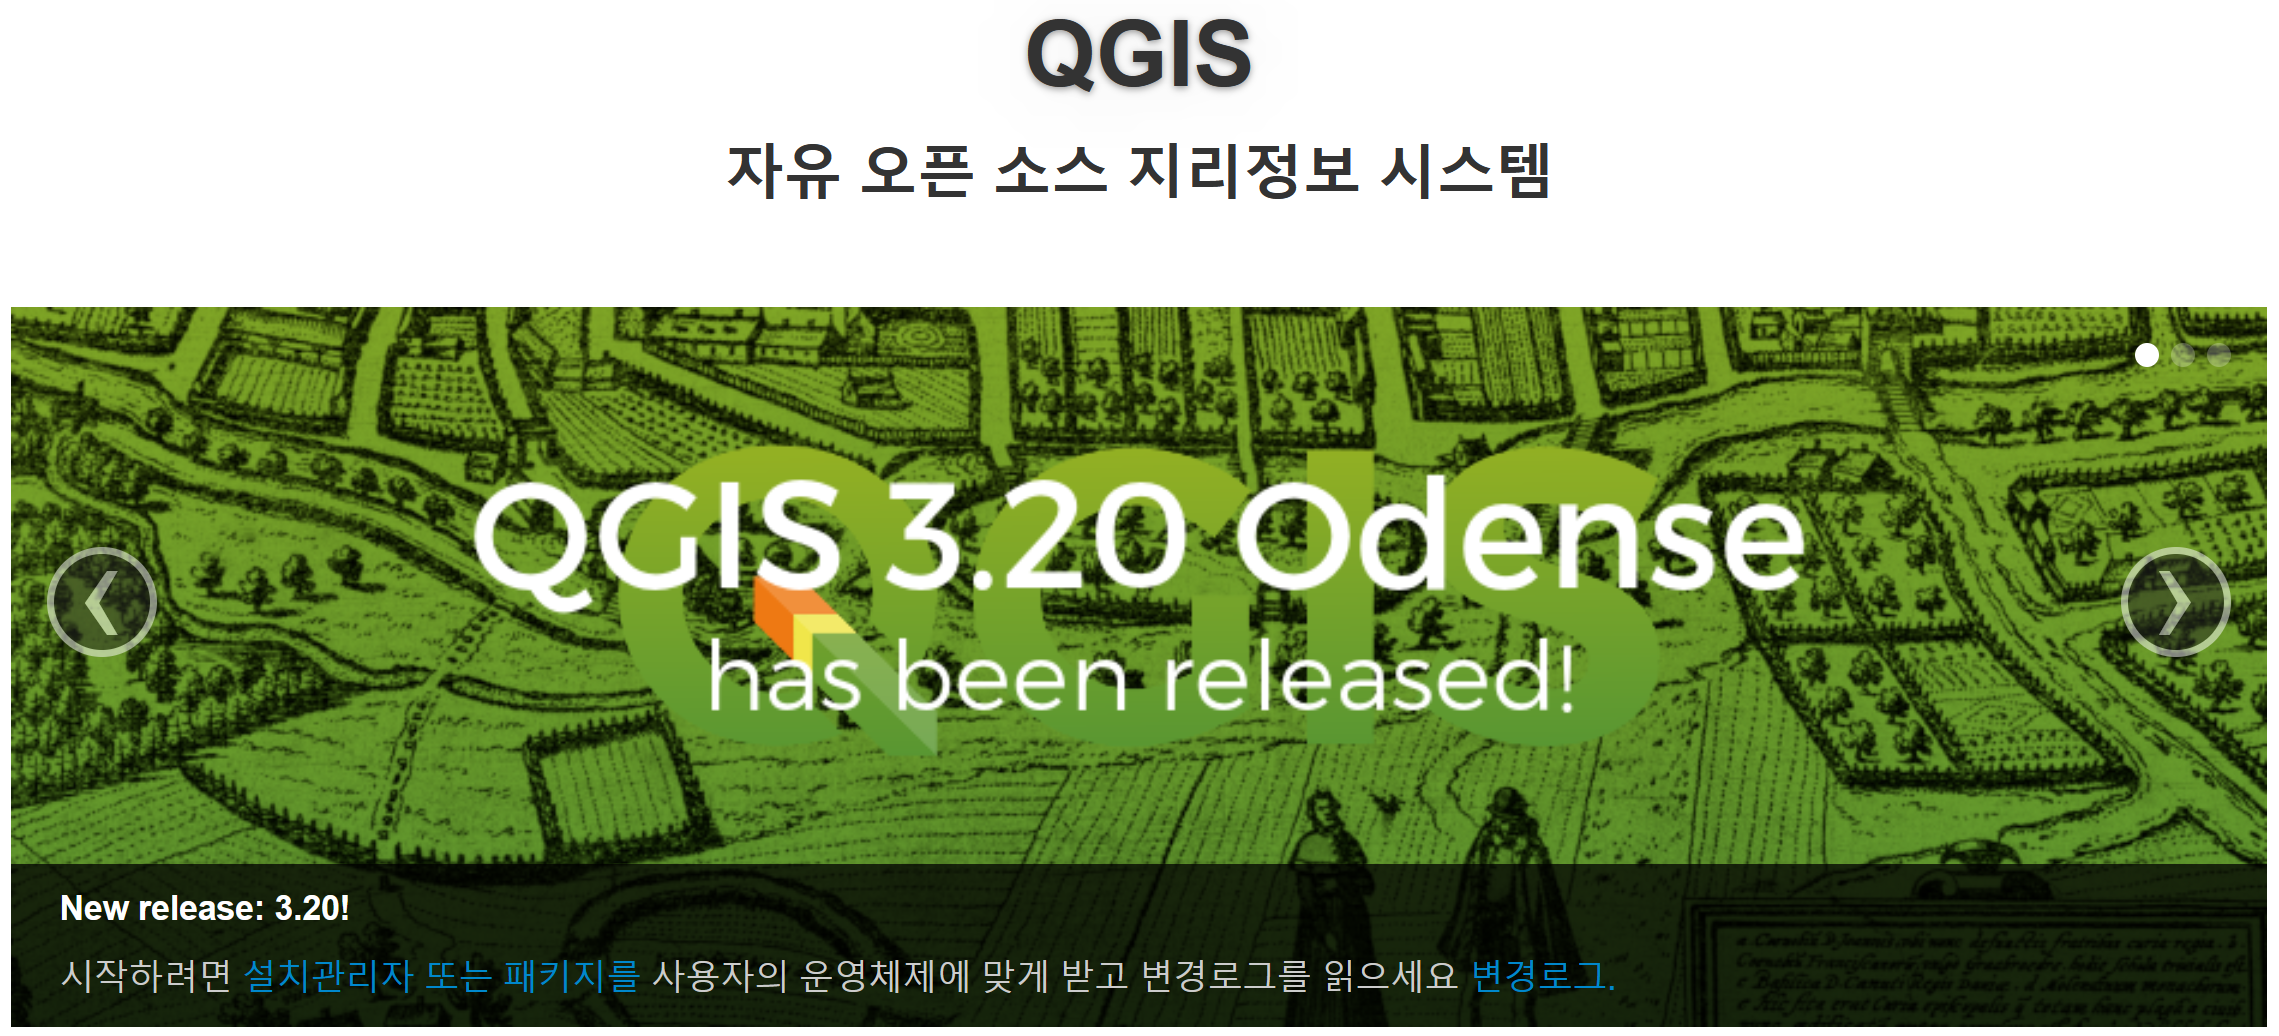 QGIS
자유 오픈 소스 지리정보 시스템
QGIS
QGIS 3.20 Odense
has been released!
New release: 3.20!
시작하려면 설치관리자 또는 패키지를 사용자의 운영체제에 맞게 받고 변경로그를 읽으세요 변경로그.